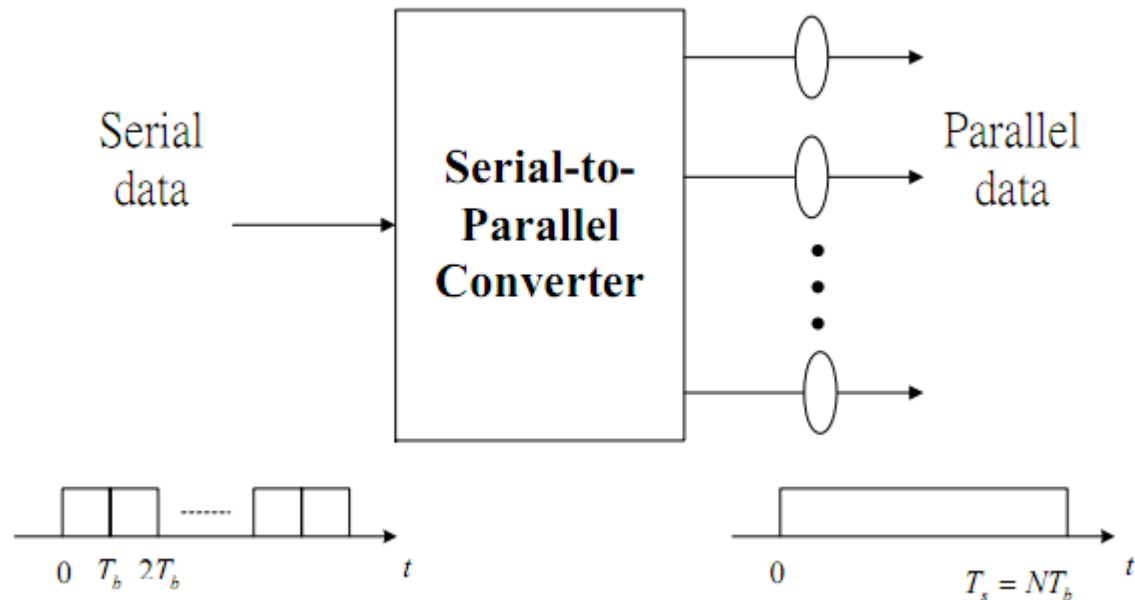 Serial
data
Serial-to-
Parallel
Converter
Parallel
data
0 T_b 2T_b t
0 T_s = NT_b t